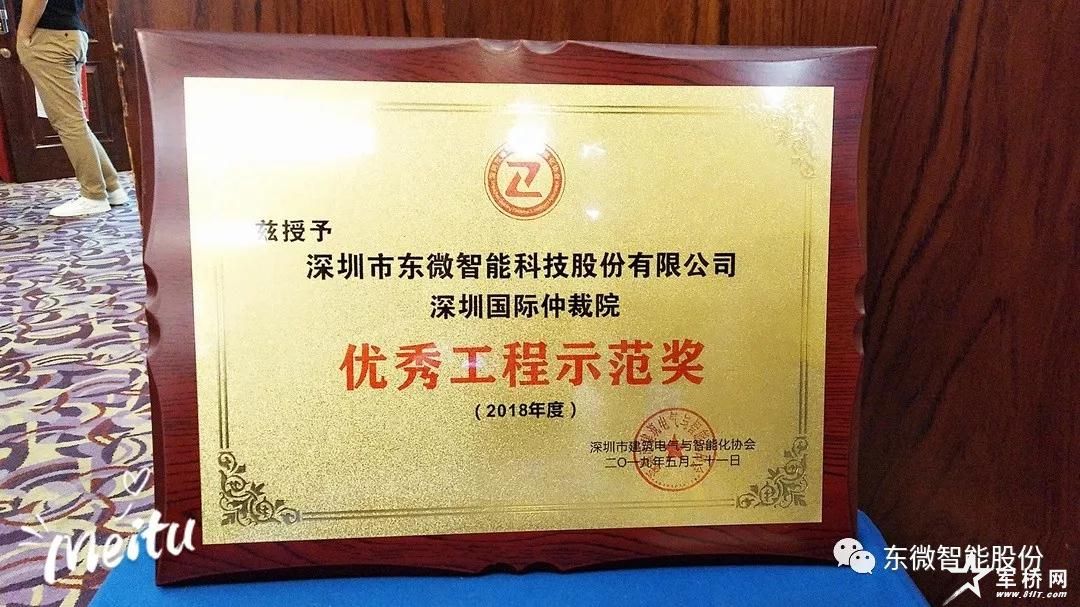 兹授予
深圳市东微智能科技股份有限公司
深圳国际仲裁院
优秀工程示范奖
（2018年度）
深圳市建筑电气与智能化协会
二〇一九年五月二十一日
Meitu
东微智能股份
军桥网
www.81IT.com